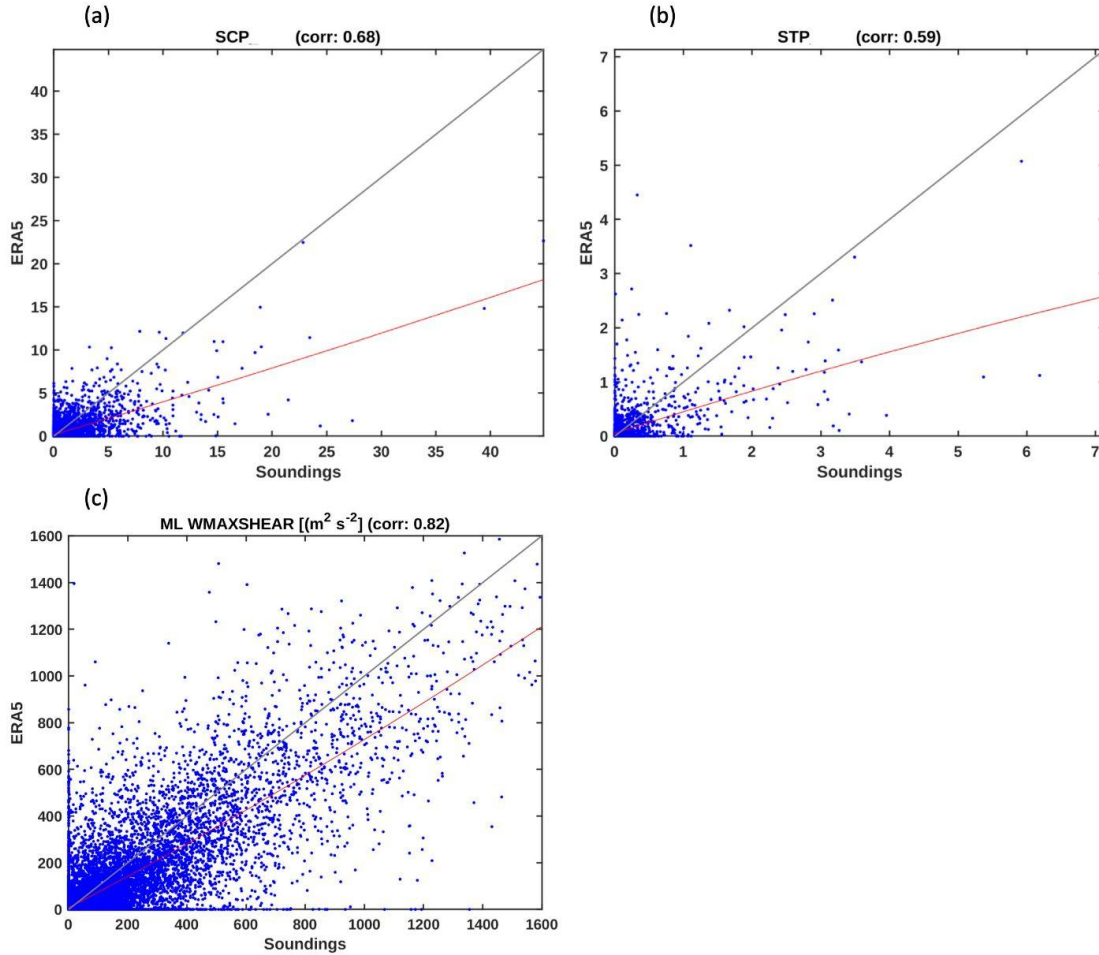 (a)
SCP_ (corr: 0.68)
40
35
30
25
20
15
10
5
0
ERA5
0 5 10 15 20 25 30 35 40
Soundings
(b)
STP (corr: 0.59)
7
6
5
4
3
2
1
0
ERA5
0 1 2 3 4 5 6 7
Soundings
(c)
ML WMAXSHEAR [(m² s⁻²] (corr: 0.82)
1600
1400
1200
1000
800
600
400
200
0
ERA5
0 200 400 600 800 1000 1200 1400 1600
Soundings